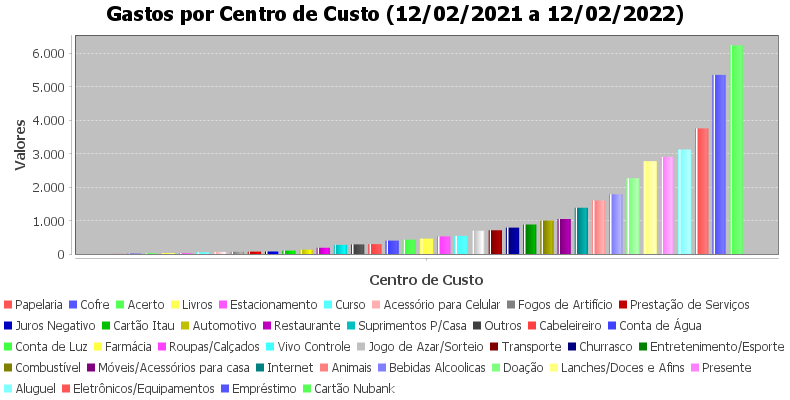 Gastos por Centro de Custo (12/02/2021 a 12/02/2022)
6.000
5.000
4.000
3.000
2.000
1.000
0
Valores
Centro de Custo
Papelaria Cofre Acerto Livros Estacionamento Curso Acessório para Celular Fogos de Artifício Prestação de Serviços
Juros Negativo Cartão Itau Automotivo Restaurante Suprimentos P/Casa Outros Cabeleireiro Conta de Água
Conta de Luz Farmácia Roupas/Calçados Vivo Controle Jogo de Azar/Sorteio Transporte Churrasco Entretenimento/Esporte
Combustível Móveis/Acessórios para casa Internet Animais Bebidas Alcoolicas Doação Lanches/Doces e Afins Presente
Aluguel Eletrônicos/Equipamentos Empréstimo Cartão Nubank